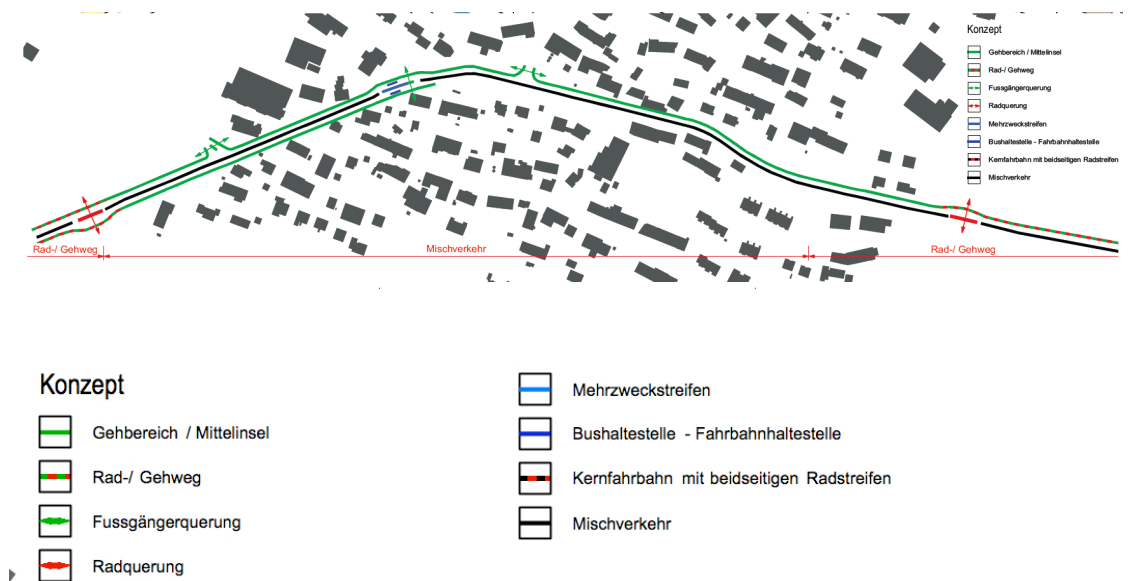 Konzept
Gehbereich / Mittelinsel
Rad-/ Gehweg
Fussgängerquerung
Radquerung
Mehrzweckstreifen
Bushaltestelle - Fahrbahnhaltestelle
Kernfahrbahn mit beidseitigen Radstreifen
Mischverkehr
Rad-/ Gehweg
Mischverkehr
Rad-/ Gehweg
Konzept
Gehbereich / Mittelinsel
Rad-/ Gehweg
Fussgängerquerung
Radquerung
Mehrzweckstreifen
Bushaltestelle - Fahrbahnhaltestelle
Kernfahrbahn mit beidseitigen Radstreifen
Mischverkehr